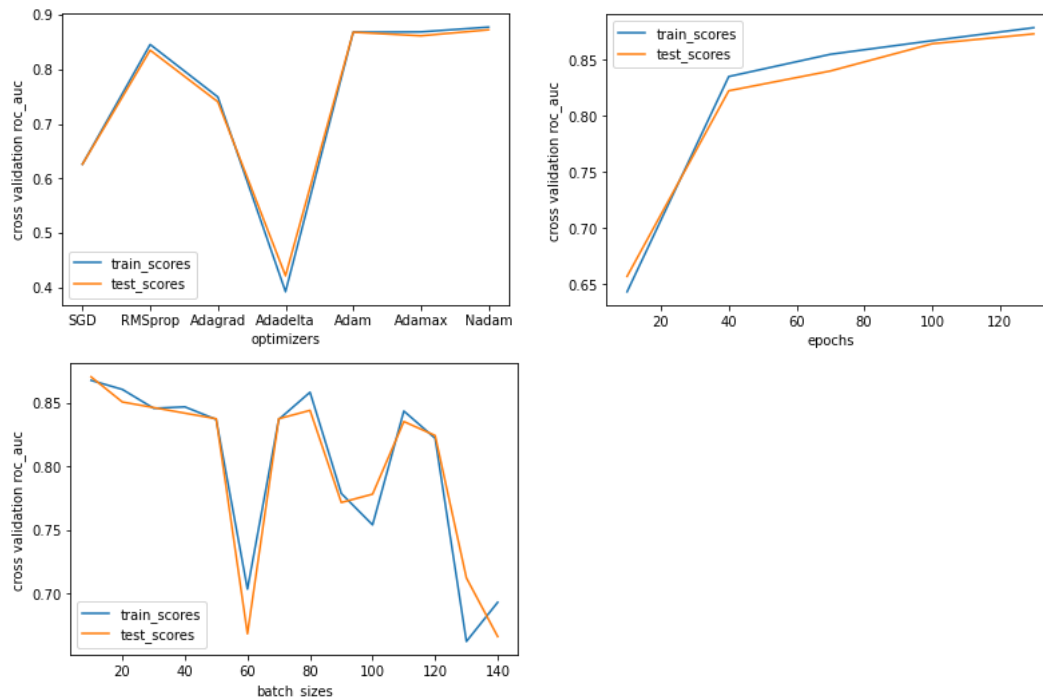 cross validation roc_auc
0.9
0.8
0.7
0.6
0.5
0.4
train_scores
test_scores
SGD RMSprop Adagrad Adadelta Adam Adamax Nadam
optimizers
cross validation roc_auc
0.85
0.80
0.75
0.70
0.65
train_scores
test_scores
20 40 60 80 100 120
epochs
cross validation roc_auc
0.85
0.80
0.75
0.70
train_scores
test_scores
20 40 60 80 100 120 140
batch_sizes